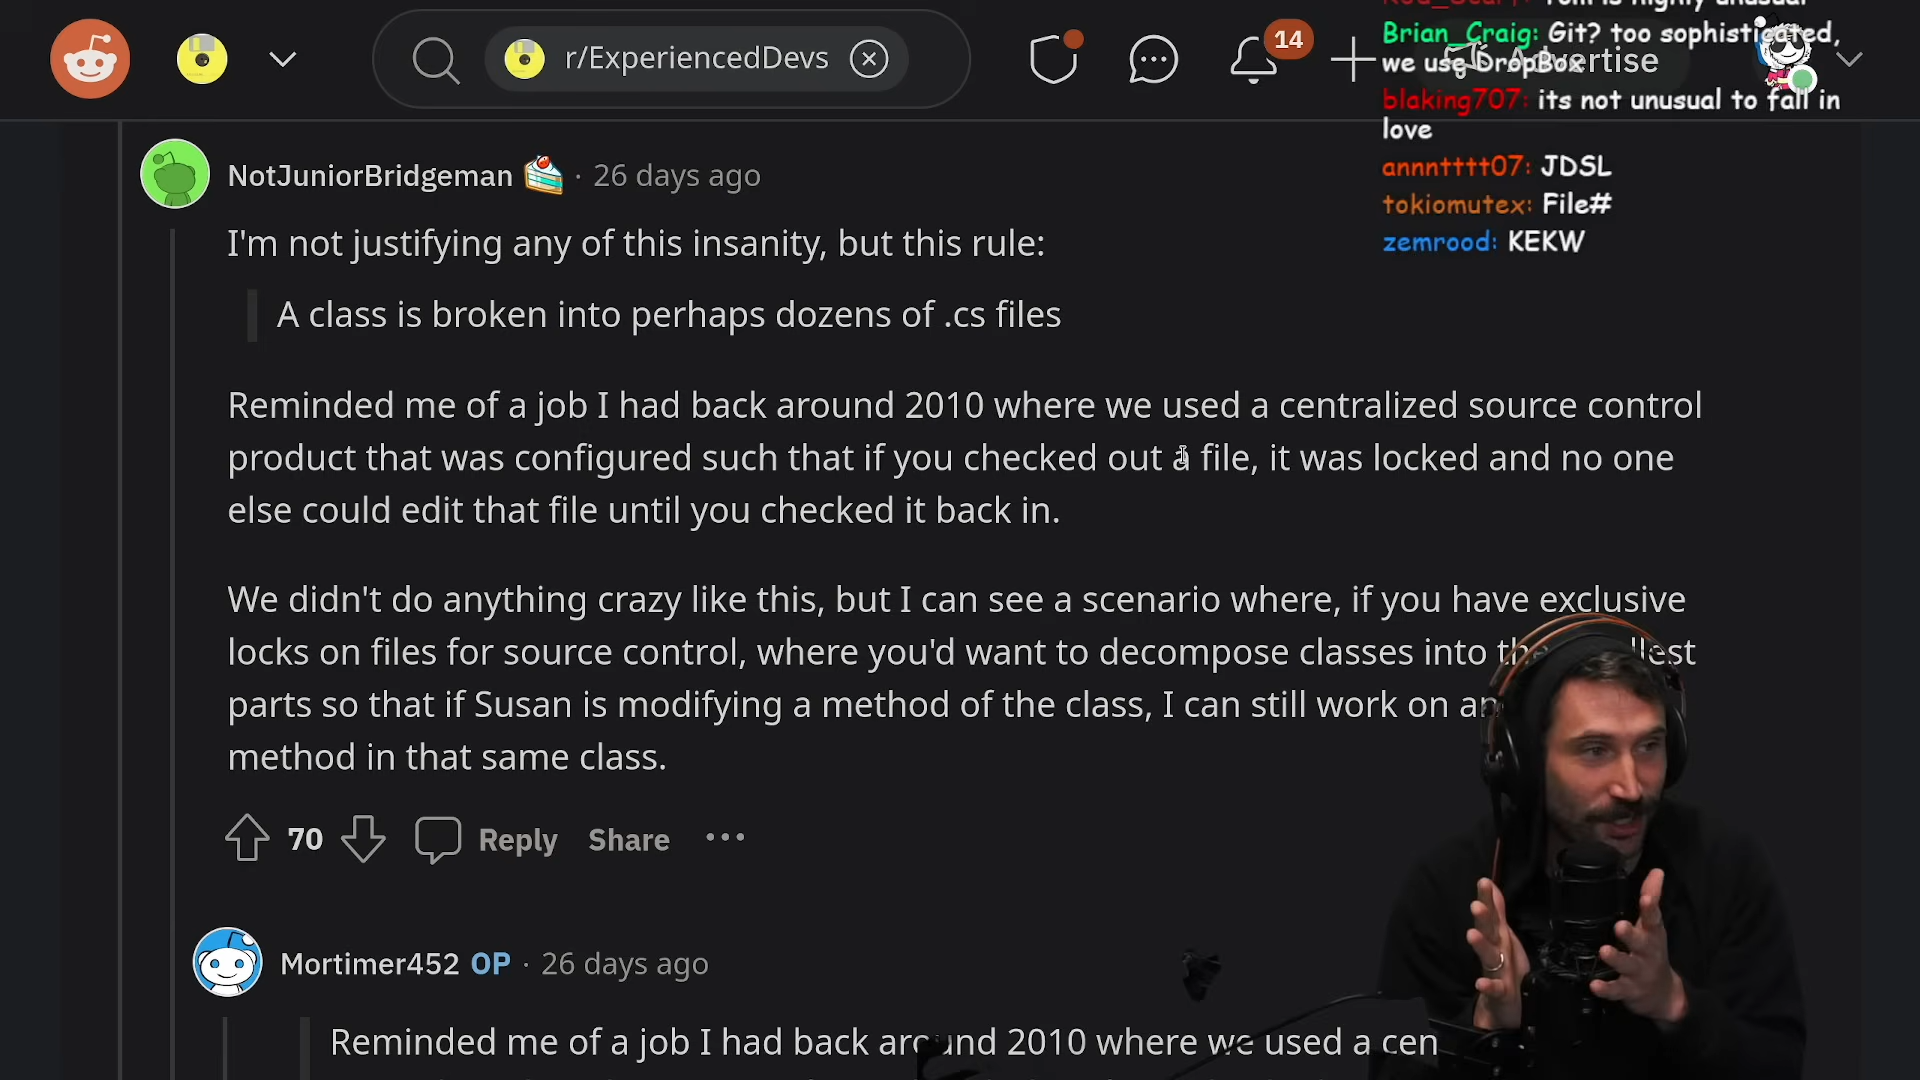 r/ExperiencedDevs
14
Advertise
Tom is highly unusual
Brian_Craig: Git? too sophisticated,
we use DropBox
blaking707: its not unusual to fall in
love
annntttt07: JDSL
tokiomutex: File#
zemrood: KEKW
NotJuniorBridgeman · 26 days ago
I'm not justifying any of this insanity, but this rule:
A class is broken into perhaps dozens of .cs files
Reminded me of a job I had back around 2010 where we used a centralized source control
product that was configured such that if you checked out a file, it was locked and no one
else could edit that file until you checked it back in.
We didn't do anything crazy like this, but I can see a scenario where, if you have exclusive
locks on files for source control, where you'd want to decompose classes into
parts so that if Susan is modifying a method of the class, I can still work on
method in that same class.
70 Reply Share
Mortimer452 OP · 26 days ago
Reminded me of a job I had back around 2010 where we used a cen